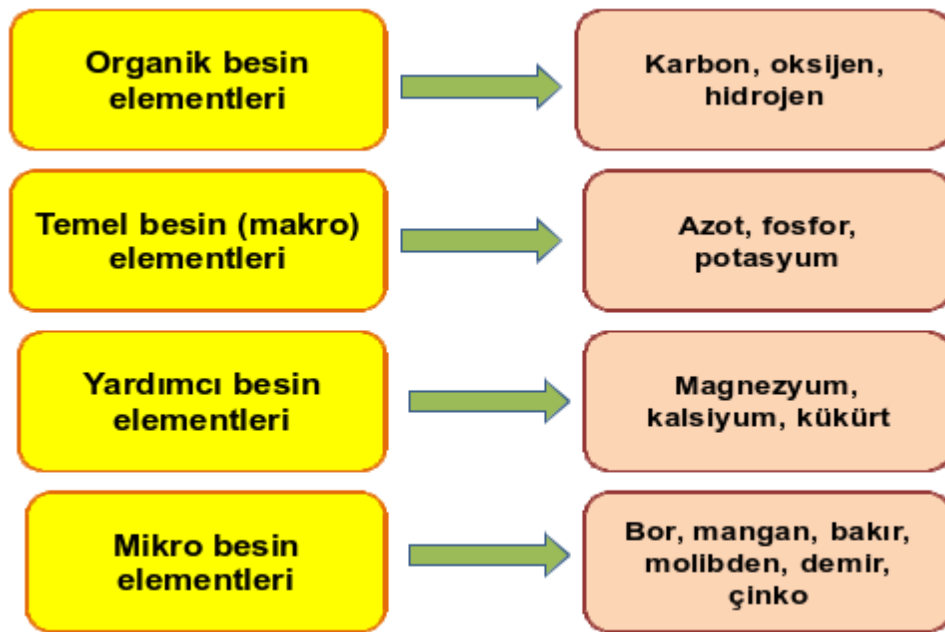 Organik besin
elementleri
Karbon, oksijen,
hidrojen
Temel besin (makro)
elementleri
Azot, fosfor,
potasyum
Yardımcı besin
elementleri
Magnezyum,
kalsiyum, kükürt
Mikro besin
elementleri
Bor, mangan, bakır,
molibden, demir,
çinko